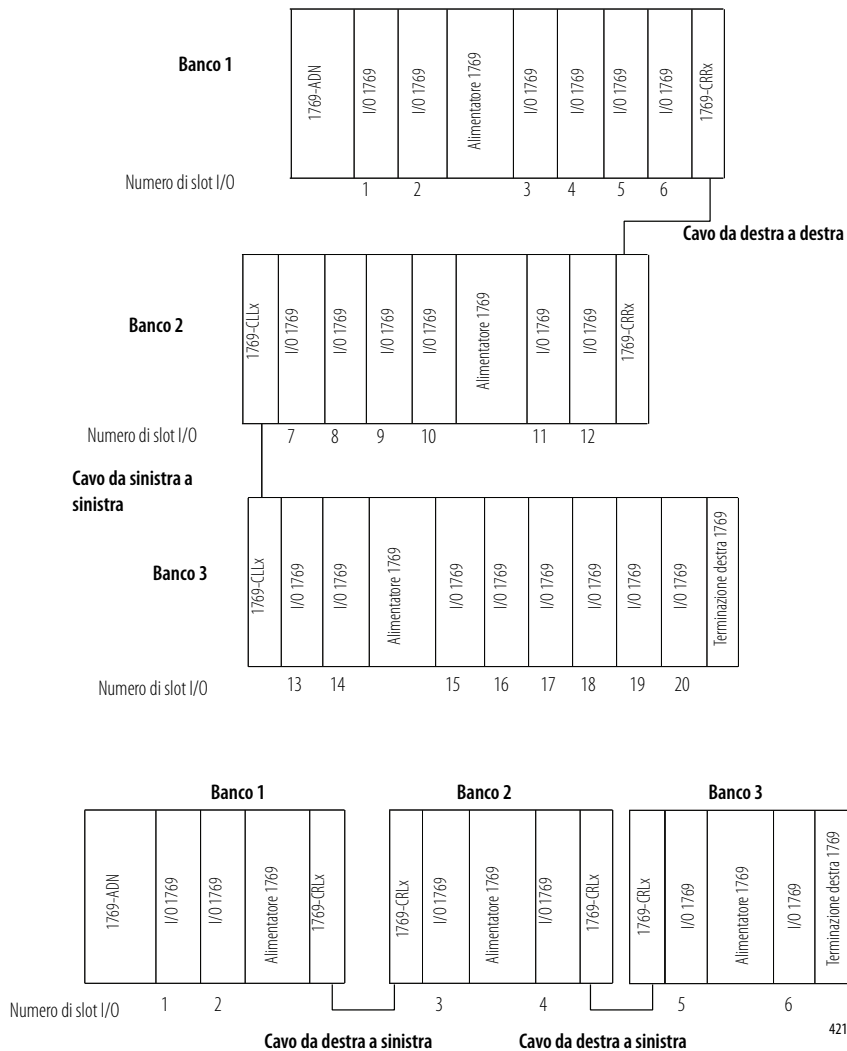 Banco 1
1769-ADN
I/O 1769
I/O 1769
Alimentatore 1769
I/O 1769
I/O 1769
I/O 1769
I/O 1769
1769-CRRx
Numero di slot I/O
1 2 3 4 5 6
Cavo da destra a destra
Banco 2
1769-CLLx
I/O 1769
I/O 1769
I/O 1769
I/O 1769
Alimentatore 1769
I/O 1769
I/O 1769
1769-CRRx
Numero di slot I/O
7 8 9 10 11 12
Cavo da sinistra a
sinistra
Banco 3
1769-CLLx
I/O 1769
I/O 1769
Alimentatore 1769
I/O 1769
I/O 1769
I/O 1769
I/O 1769
I/O 1769
I/O 1769
Terminazione destra 1769
Numero di slot I/O
13 14 15 16 17 18 19 20
Banco 1 Banco 2 Banco 3
1769-ADN
I/O 1769
I/O 1769
Alimentatore 1769
1769-CRLx
1769-CRLx
I/O 1769
Alimentatore 1769
I/O 1769
1769-CRLx
1769-CRLx
I/O 1769
Alimentatore 1769
I/O 1769
Terminazione destra 1769
Numero di slot I/O
1 2 3 4 5 6
Cavo da destra a sinistra Cavo da destra a sinistra
421